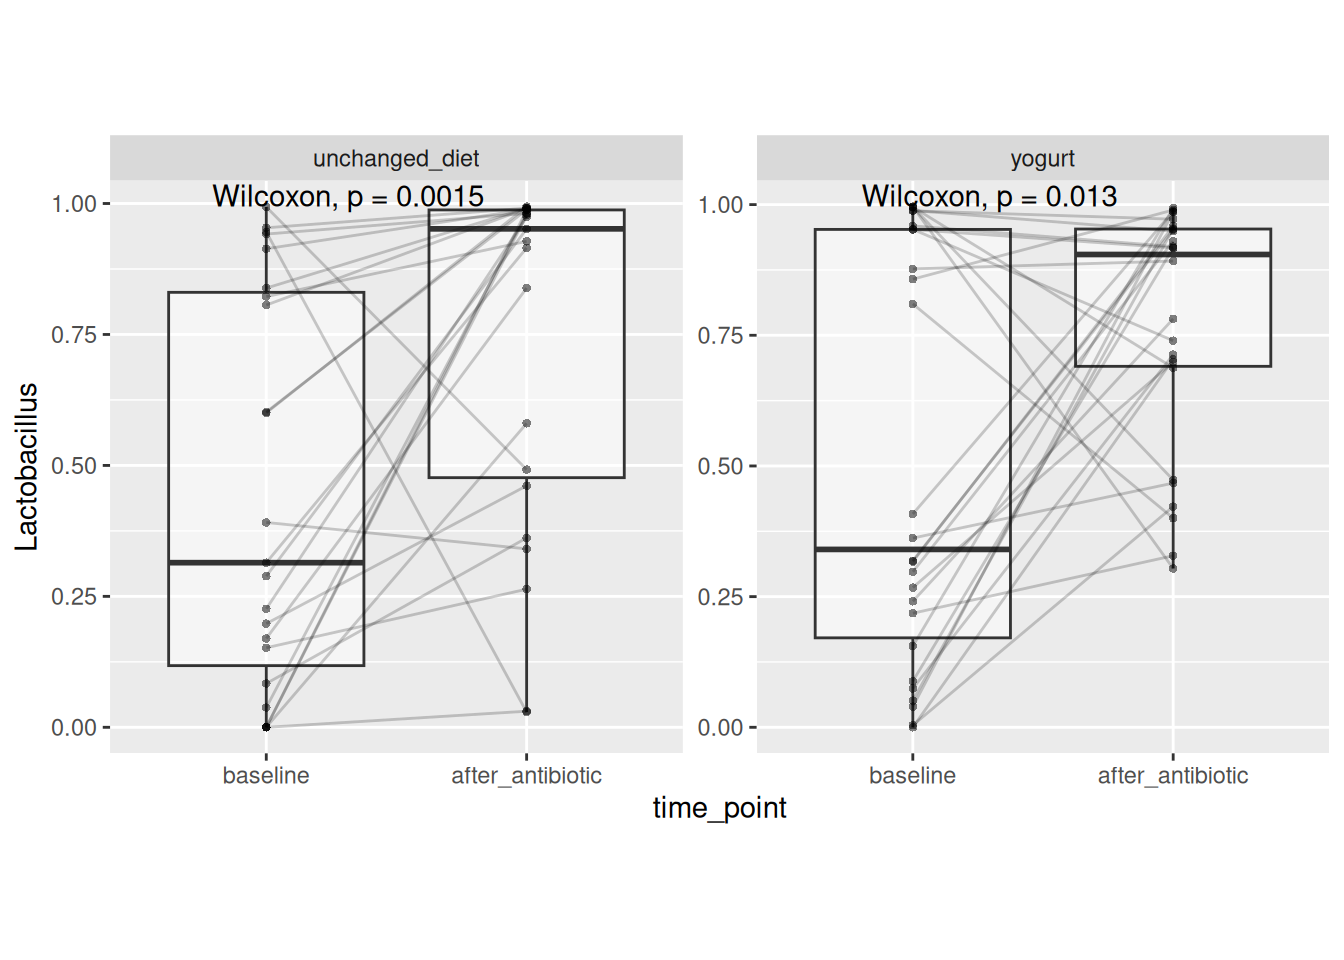 unchanged_diet
yogurt
Wilcoxon, p = 0.0015
Wilcoxon, p = 0.013
1.00
0.75
0.50
0.25
0.00
1.00
0.75
0.50
0.25
0.00
Lactobacillus
baseline
after_antibiotic
baseline
after_antibiotic
time_point